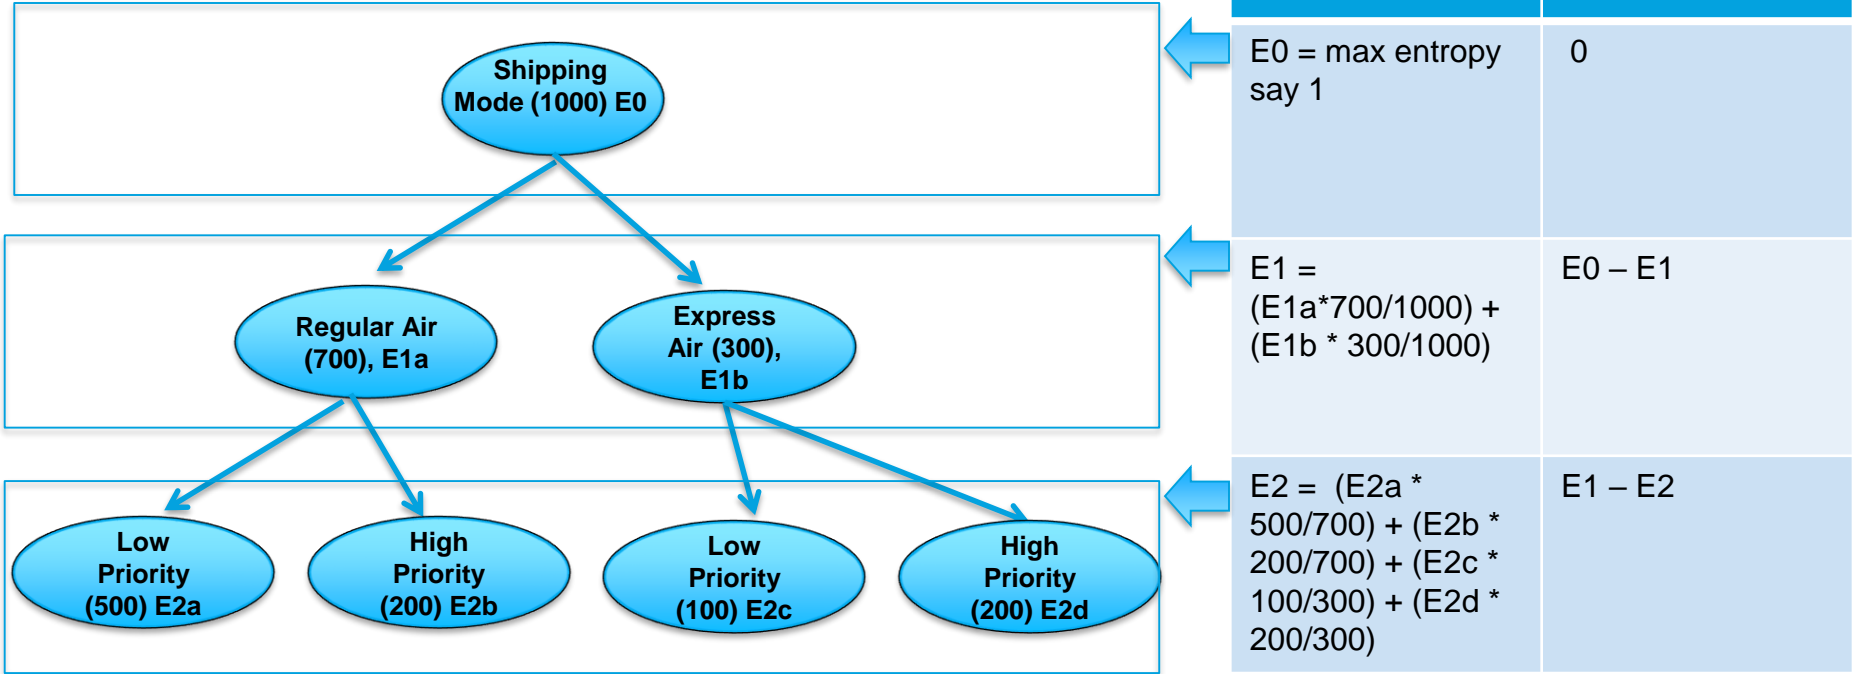 Shipping
Mode (1000) E0
E0 = max entropy
say 1
0
Regular Air
(700), E1a
Express
Air (300),
E1b
E1 =
(E1a*700/1000) +
(E1b * 300/1000)
E0 – E1
Low
Priority
(500) E2a
High
Priority
(200) E2b
Low
Priority
(100) E2c
High
Priority
(200) E2d
E2 =  (E2a *
500/700) + (E2b *
200/700) + (E2c *
100/300) + (E2d *
200/300)
E1 – E2